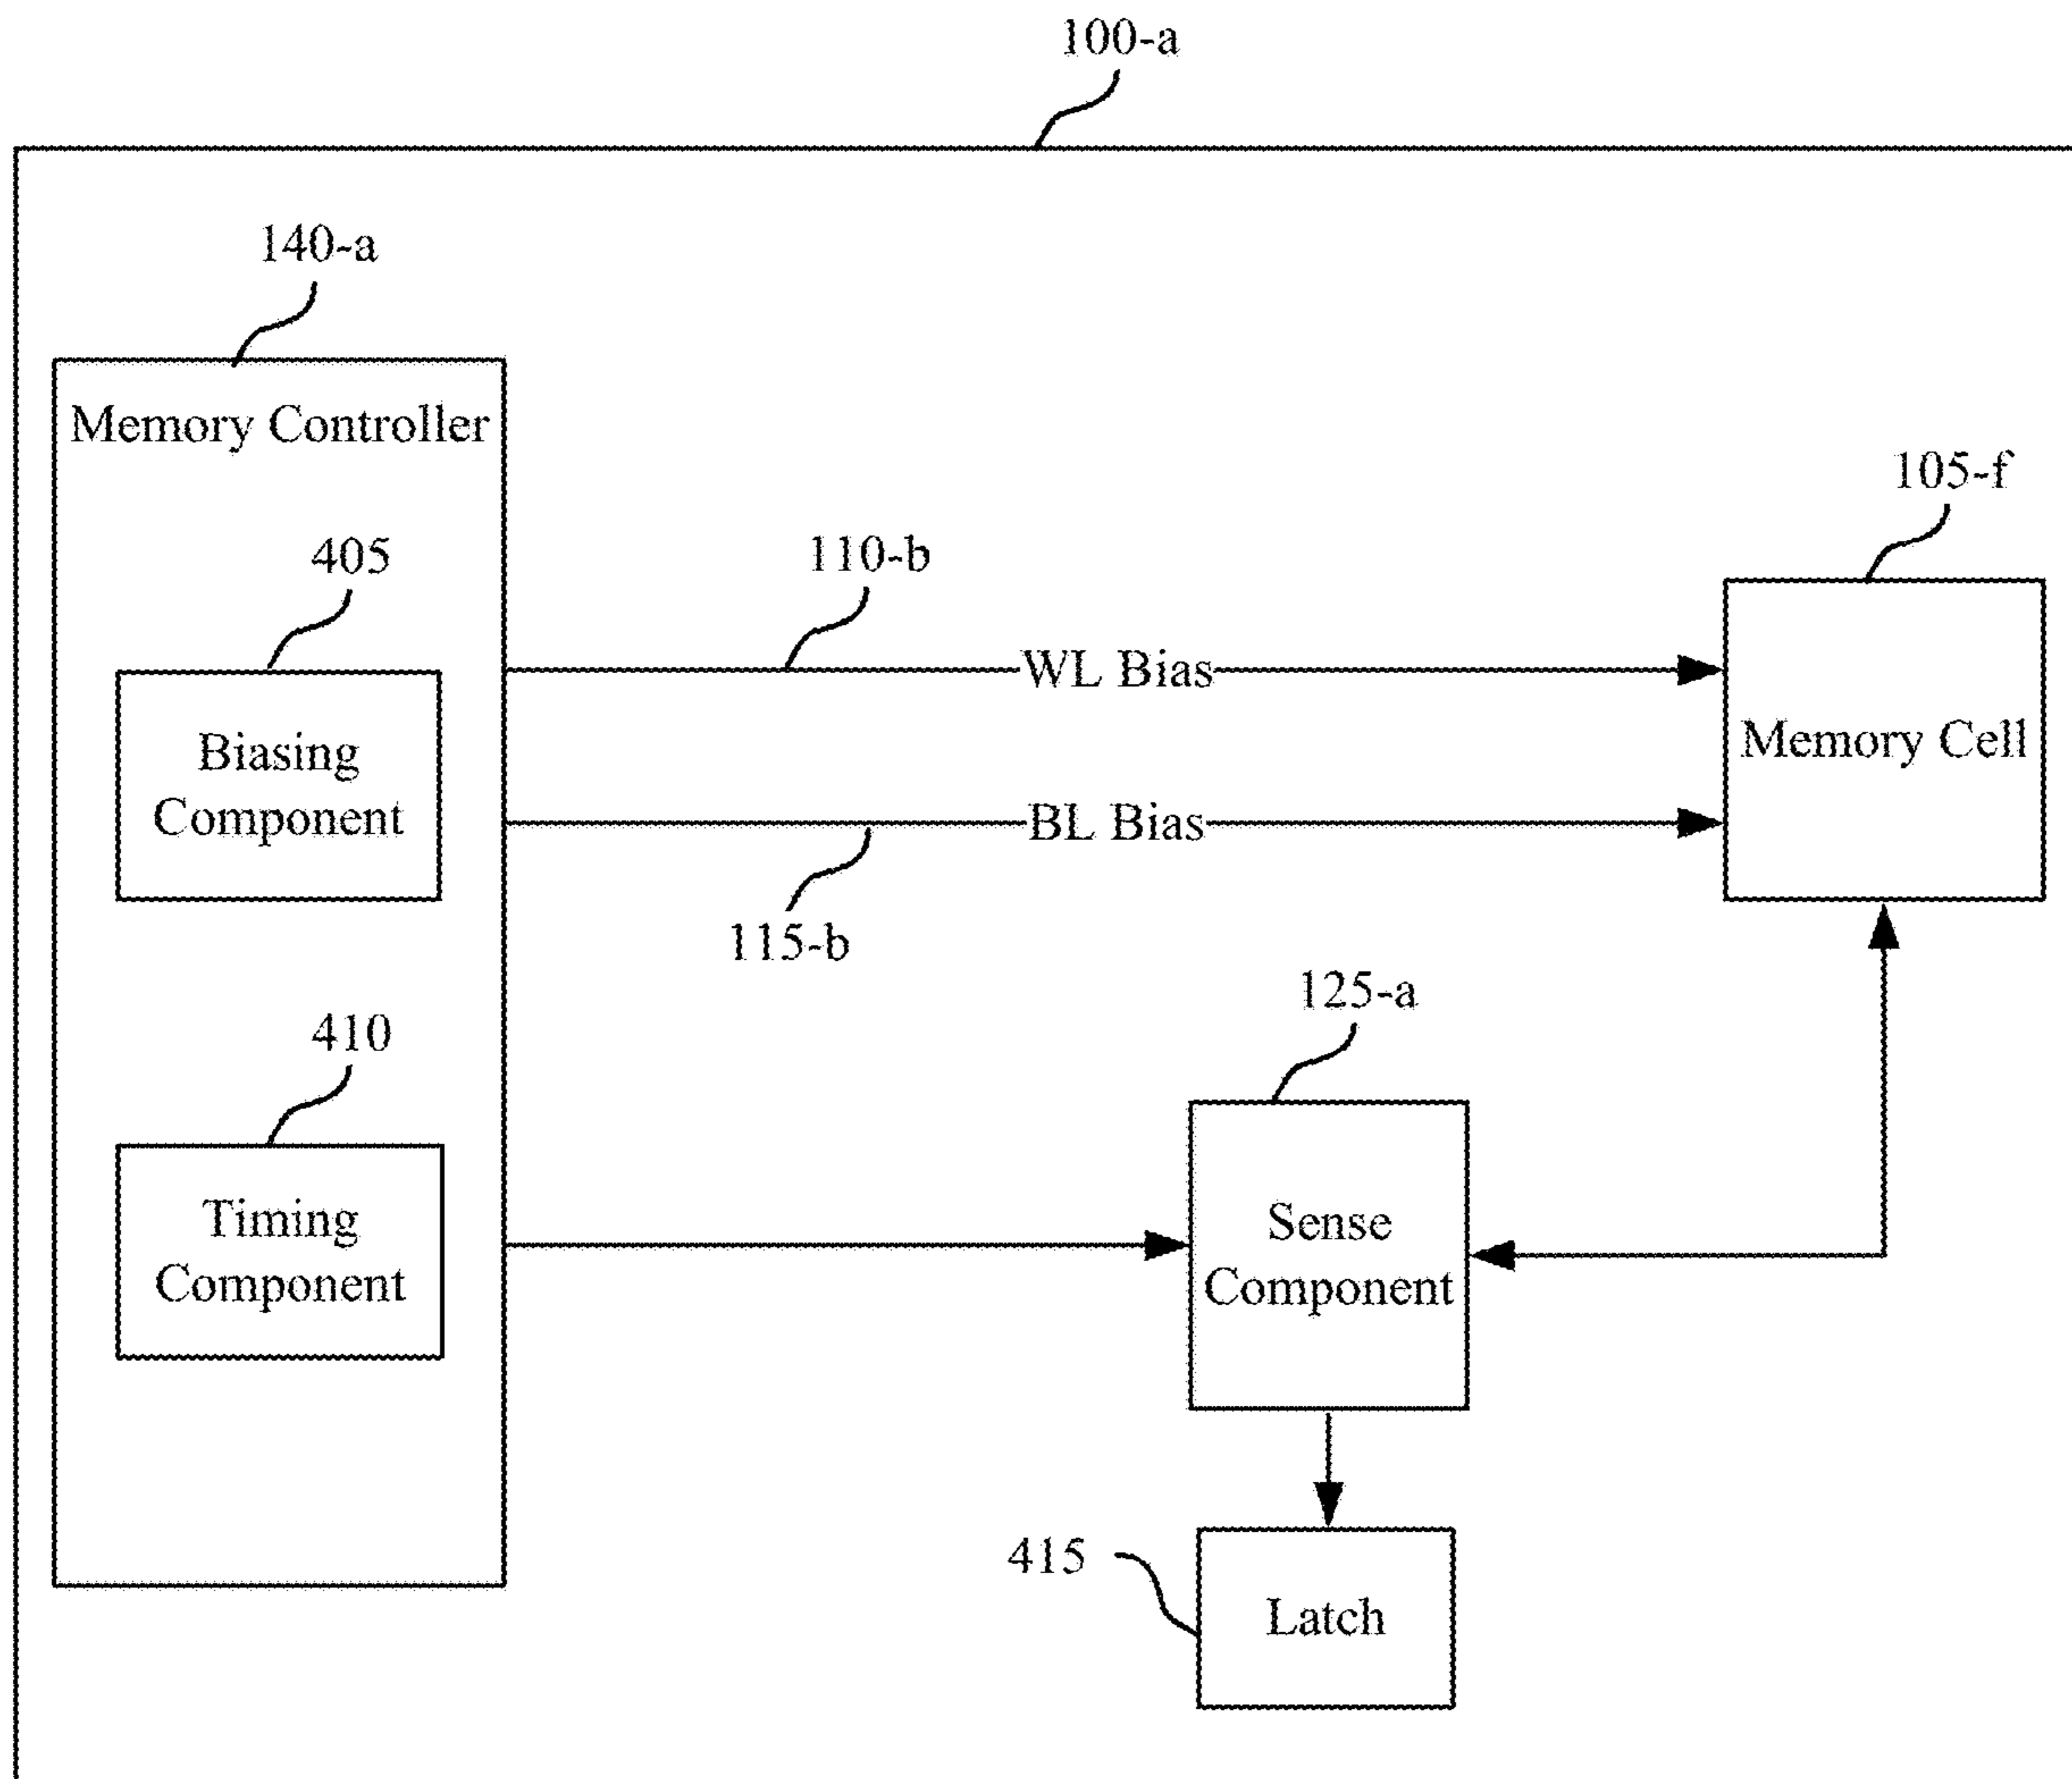 100-a
140-a
Memory Controller
105-f
405
110-b
WL Bias
Memory Cell
Biasing
Component
BL Bias
115-b
125-a
410
Timing
Component
Sense
Component
415
Latch